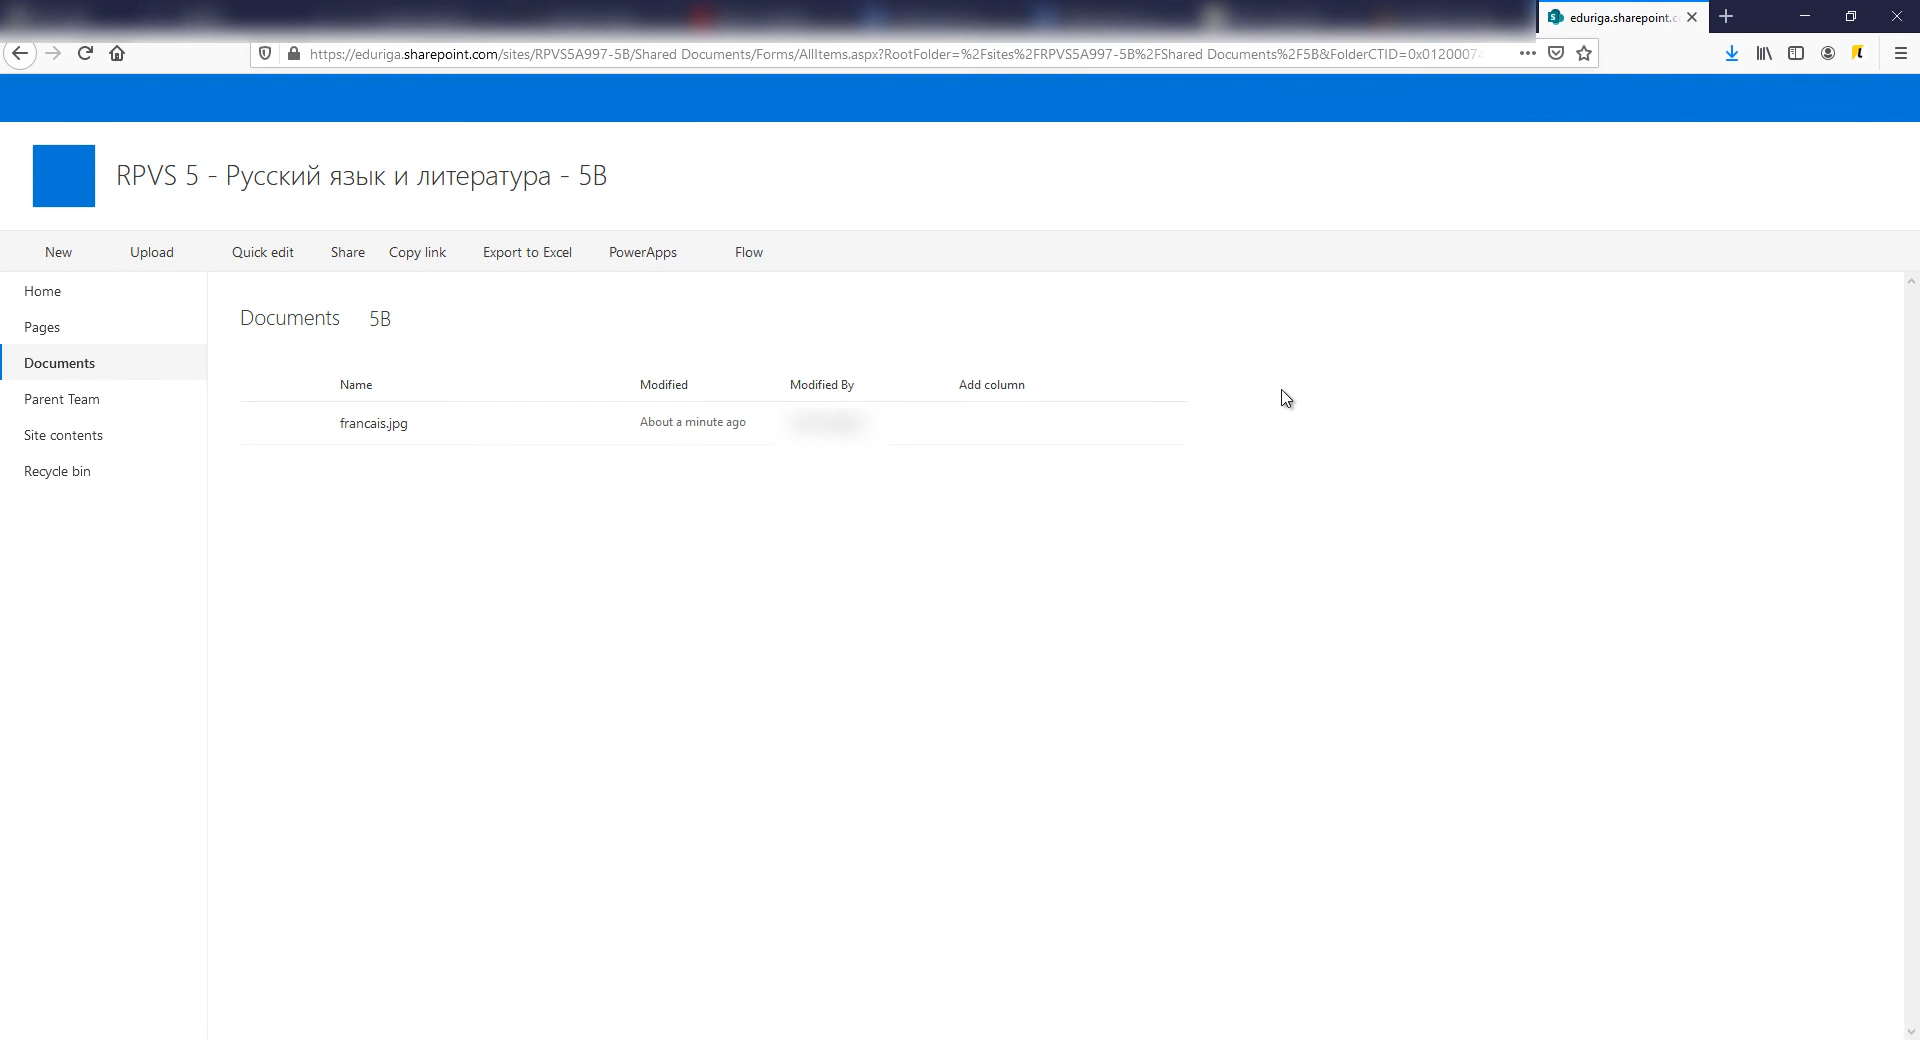 eduriga.sharepoint.c
https://eduriga.sharepoint.com/sites/RPVS5A997-5B/Shared Documents/Forms/AllItems.aspx?RootFolder=%2Fsites%2FRPVS5A997-5B%2FShared Documents%2F5B&FolderCTID=0x0120007
RPVS 5 - Русский язык и литература - 5B
New Upload Quick edit Share Copy link Export to Excel PowerApps Flow
Home
Pages
Documents
Parent Team
Site contents
Recycle bin
Documents 5B
Name Modified Modified By Add column
francais.jpg About a minute ago